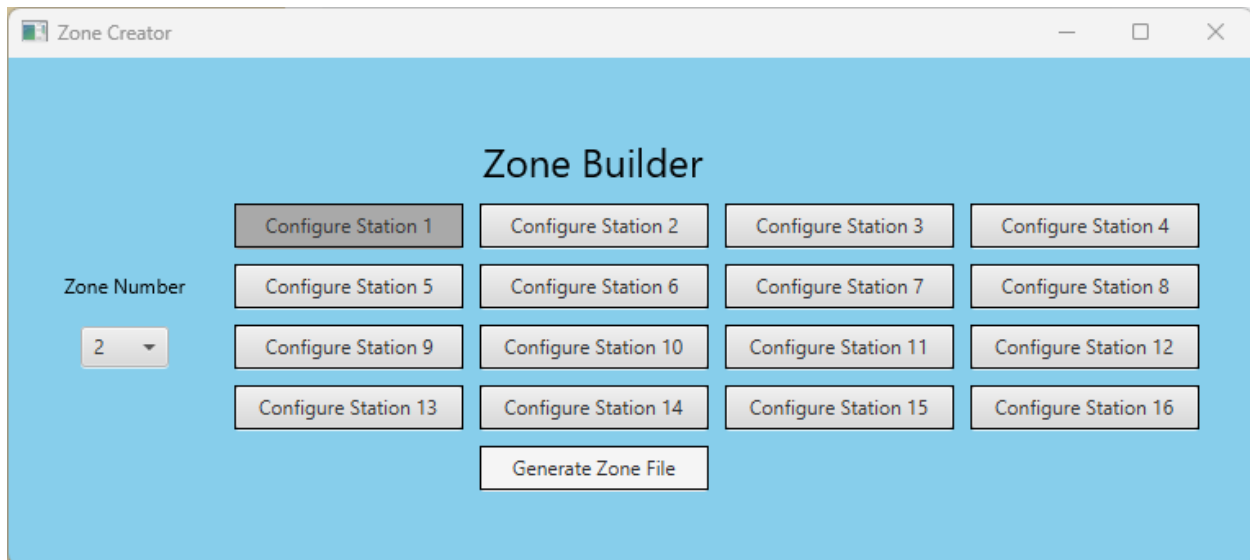 Zone Creator
Zone Builder
Configure Station 1 Configure Station 2 Configure Station 3 Configure Station 4
Zone Number
Configure Station 5 Configure Station 6 Configure Station 7 Configure Station 8
2
Configure Station 9 Configure Station 10 Configure Station 11 Configure Station 12
Configure Station 13 Configure Station 14 Configure Station 15 Configure Station 16
Generate Zone File